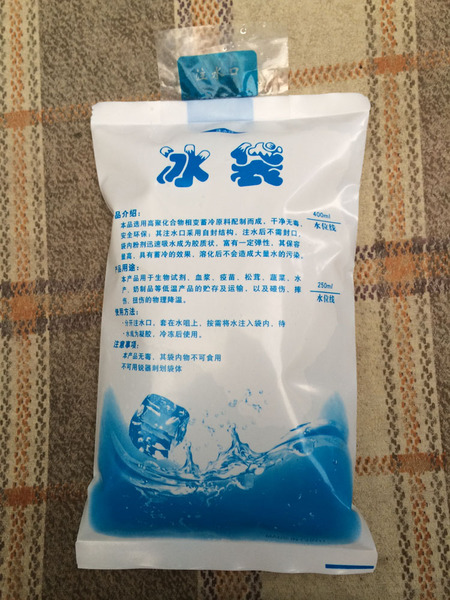 注水口
冰袋
品介绍：
本品选用高聚化合物相变蓄冷原料配制而成、干净无毒、
安全环保，其注水口采用自封结构，注水后不需封口，
袋内粉剂迅速吸水成为胶质状，富有一定弹性，其保容
量高，具有蓄冷的效果、溶化后不会造成大量水的污染。
产品用途：
本产品用于生物试剂，血浆，疫苗，松茸，蔬菜，水
产，奶制品等低温产品的贮存及运输，以及碰伤、摔
伤、扭伤的物理降温。
使用方法：
分开注水口，套在水咀上，按需将水注入袋内，待
水成为凝胶，冷冻后使用。
注意事项：
本产品无毒，其袋内物不可食用
不可用锐器刺划袋体
400ml
水位线
250ml
水位线